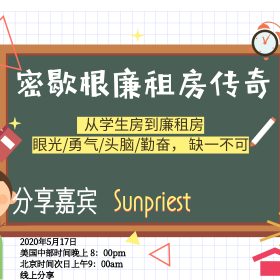 密歇根廉租房传奇
从学生房到廉租房
眼光/勇气/头脑/勤奋，缺一不可
分享嘉宾 Sunpriest
2020年5月17日
美国中部时间晚上 8：00pm
北京时间次日上午9：00am
线上分享